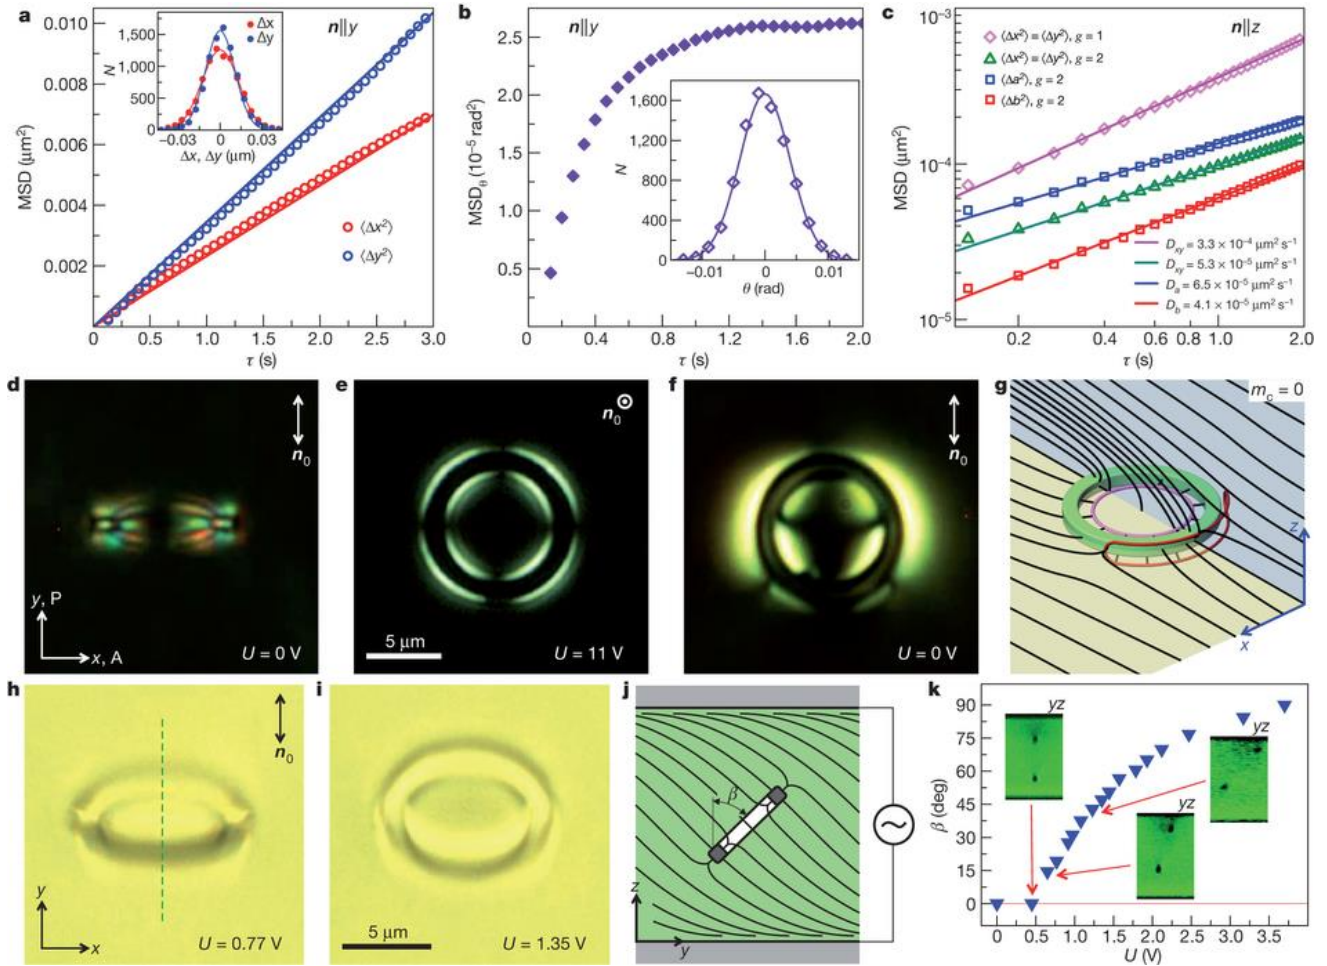 a
n||y
MSD (μm²)
0.010
0.008
0.006
0.004
0.002
0 0.5 1.0 1.5 2.0 2.5 3.0
τ (s)
N
1,500
1,000
500
0
−0.03 0 0.03
Δx, Δy (μm)
Δx
Δy
⟨Δx²⟩
⟨Δy²⟩
b
n||y
MSDθ (10⁻⁵ rad²)
2.5
2.0
1.5
1.0
0.5
0 0.4 0.8 1.2 1.6 2.0
τ (s)
N
1,600
1,200
800
400
0
−0.01 0 0.01
θ (rad)
c
n||z
MSD (μm²)
10⁻³
10⁻⁴
10⁻⁵
0.2 0.4 0.6 0.8 1.0 2.0
τ (s)
⟨Δx²⟩ = ⟨Δy²⟩, g = 1
⟨Δx²⟩ = ⟨Δy²⟩, g = 2
⟨Δa²⟩, g = 2
⟨Δb²⟩, g = 2
Dxy = 3.3 × 10⁻⁴ μm² s⁻¹
Dxy = 5.3 × 10⁻⁵ μm² s⁻¹
Da = 6.5 × 10⁻⁵ μm² s⁻¹
Db = 4.1 × 10⁻⁵ μm² s⁻¹
d
n₀
y, P
x, A
U = 0 V
e
n₀
5 μm
U = 11 V
f
n₀
U = 0 V
g
mc = 0
z
x
h
n₀
y
x
U = 0.77 V
i
5 μm
U = 1.35 V
j
β
z
y
k
β (deg)
90
75
60
45
30
15
0
0 0.5 1.0 1.5 2.0 2.5 3.0 3.5
U (V)
yz
yz
yz